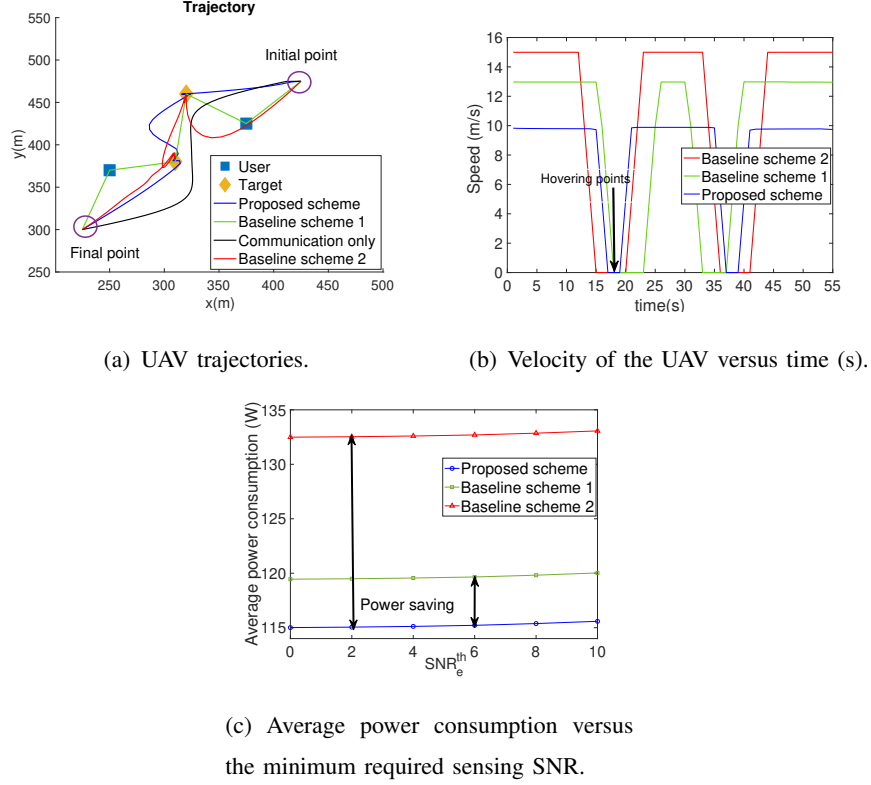 Trajectory
550
500
450
400
350
300
250
y(m)
250
300
350
400
450
500
x(m)
Initial point
Final point
User
Target
Proposed scheme
Baseline scheme 1
Communication only
Baseline scheme 2
(a) UAV trajectories.
16
14
12
10
8
6
4
2
0
Speed (m/s)
0
5
10
15
20
25
30
35
40
45
50
55
time(s)
Hovering points
Baseline scheme 2
Baseline scheme 1
Proposed scheme
(b) Velocity of the UAV versus time (s).
135
132
120
115
Average power consumption (W)
0
2
4
6
8
10
SNR_e^th
Power saving
Proposed scheme
Baseline scheme 1
Baseline scheme 2
(c) Average power consumption versus
the minimum required sensing SNR.